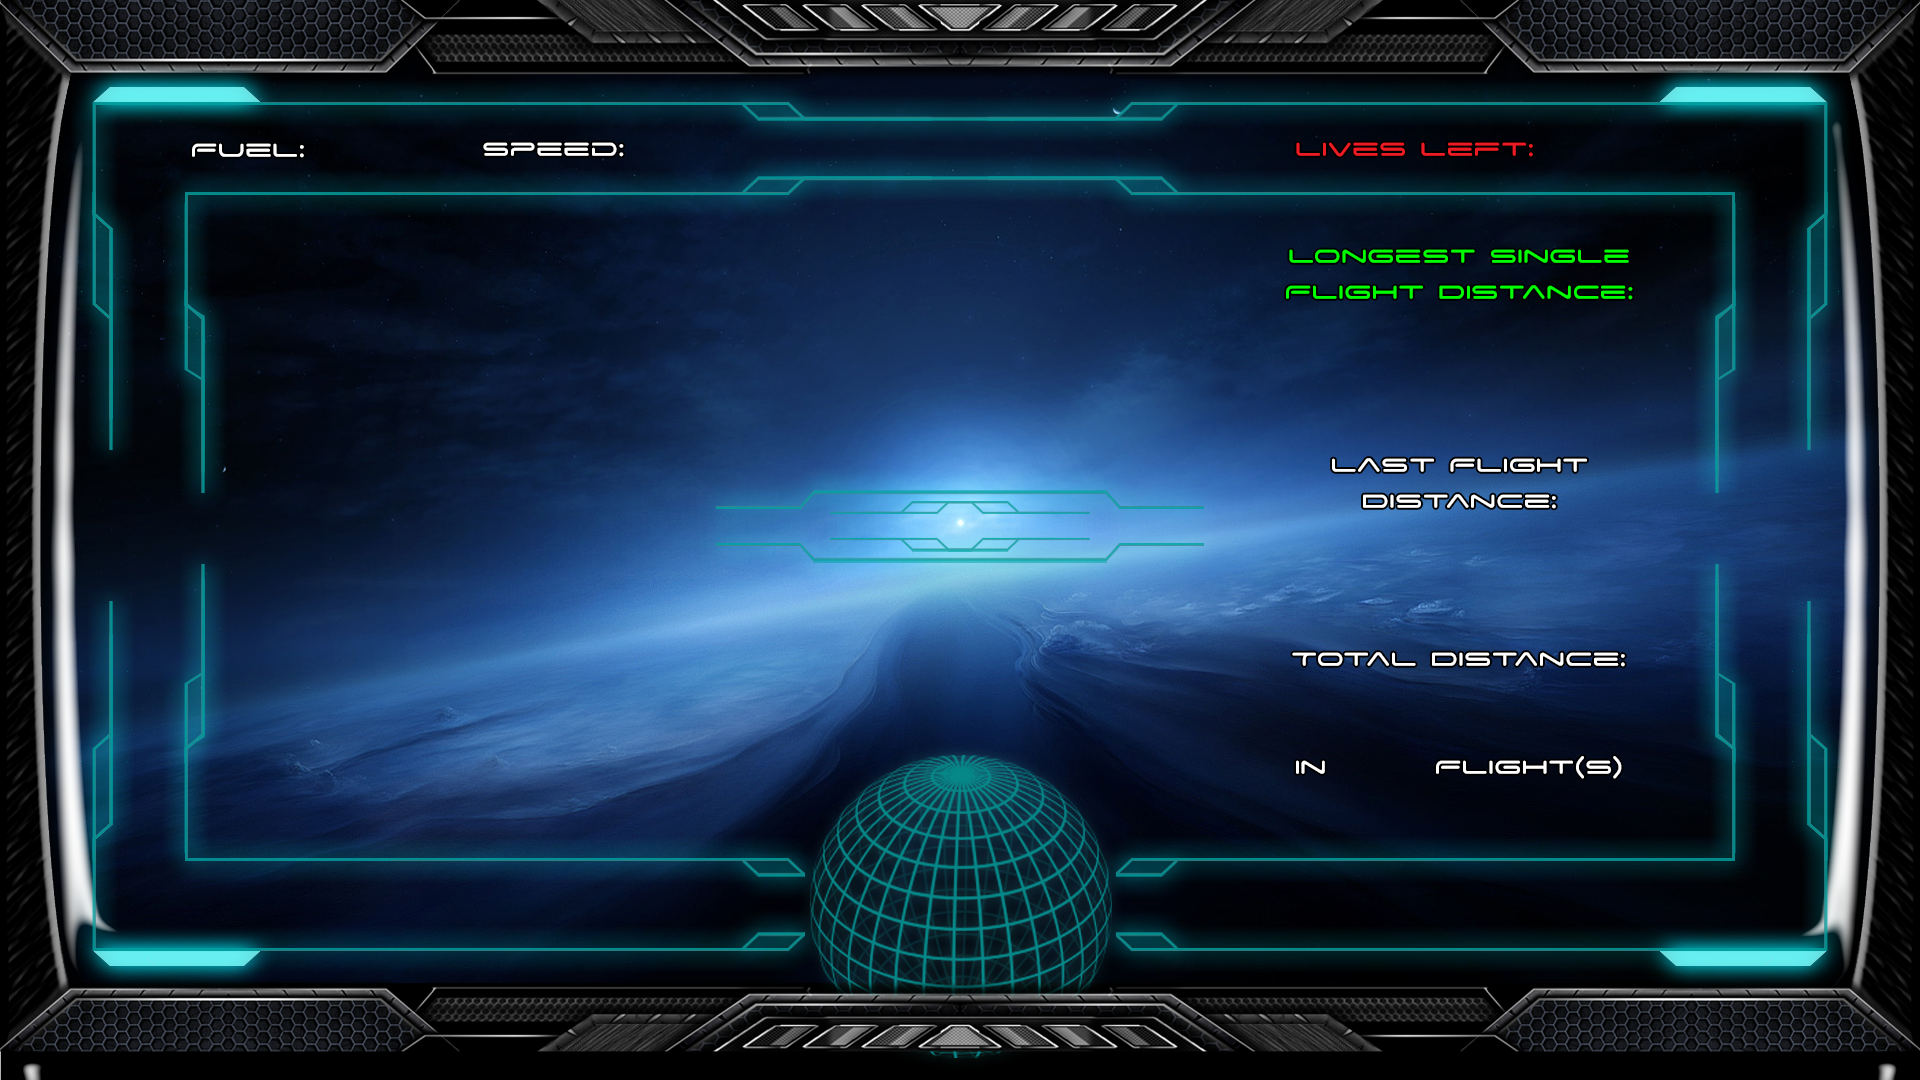 FUEL: SPEED: LIVES LEFT:
LONGEST SINGLE
FLIGHT DISTANCE:
LAST FLIGHT
DISTANCE:
TOTAL DISTANCE:
IN FLIGHT(S)